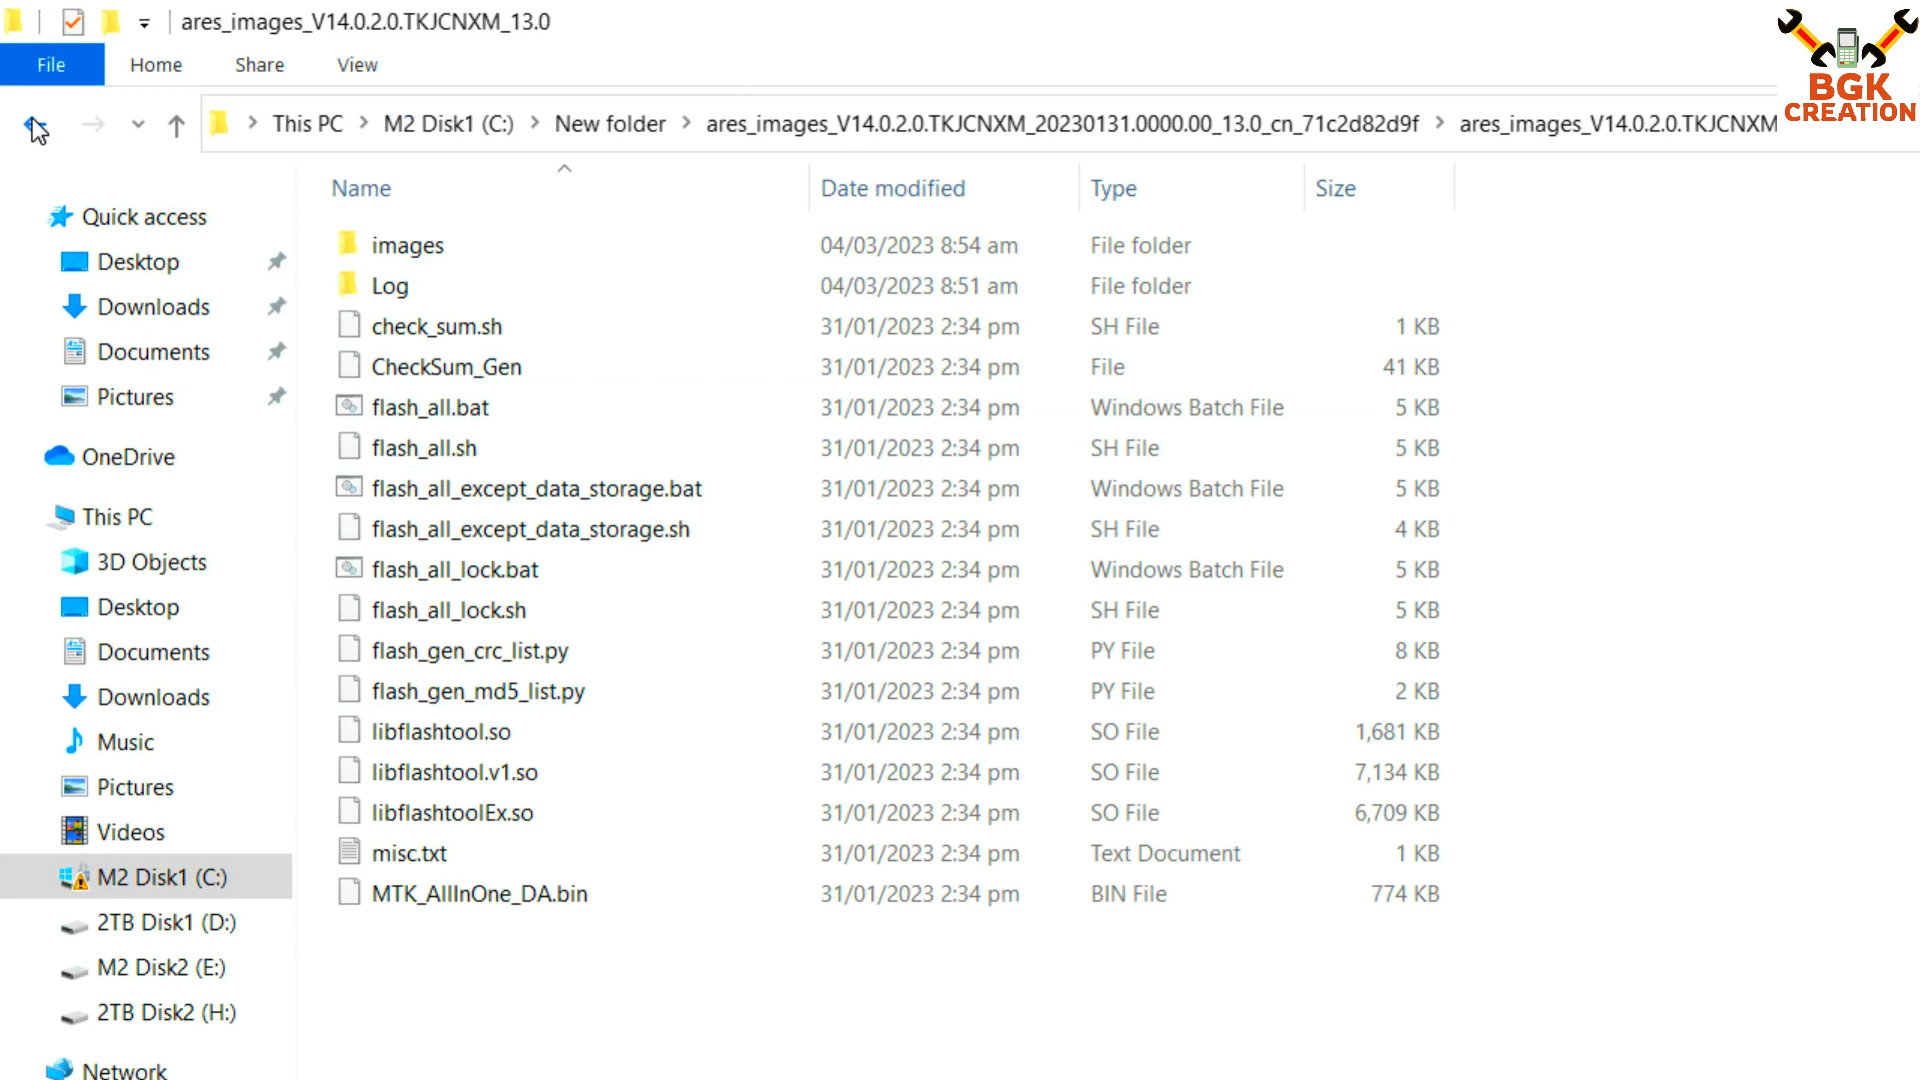 ares_images_V14.0.2.0.TKJCNXM_13.0
File Home Share View
This PC > M2 Disk1 (C:) > New folder > ares_images_V14.0.2.0.TKJCNXM_20230131.0000.00_13.0_cn_71c2d82d9f > ares_images_V14.0.2.0.TKJCNXM
BGK
CREATION
Name Date modified Type Size
Quick access
Desktop
Downloads
Documents
Pictures
OneDrive
This PC
3D Objects
Desktop
Documents
Downloads
Music
Pictures
Videos
M2 Disk1 (C:)
2TB Disk1 (D:)
M2 Disk2 (E:)
2TB Disk2 (H:)
Network
images 04/03/2023 8:54 am File folder
Log 04/03/2023 8:51 am File folder
check_sum.sh 31/01/2023 2:34 pm SH File 1 KB
CheckSum_Gen 31/01/2023 2:34 pm File 41 KB
flash_all.bat 31/01/2023 2:34 pm Windows Batch File 5 KB
flash_all.sh 31/01/2023 2:34 pm SH File 5 KB
flash_all_except_data_storage.bat 31/01/2023 2:34 pm Windows Batch File 5 KB
flash_all_except_data_storage.sh 31/01/2023 2:34 pm SH File 4 KB
flash_all_lock.bat 31/01/2023 2:34 pm Windows Batch File 5 KB
flash_all_lock.sh 31/01/2023 2:34 pm SH File 5 KB
flash_gen_crc_list.py 31/01/2023 2:34 pm PY File 8 KB
flash_gen_md5_list.py 31/01/2023 2:34 pm PY File 2 KB
libflashtool.so 31/01/2023 2:34 pm SO File 1,681 KB
libflashtool.v1.so 31/01/2023 2:34 pm SO File 7,134 KB
libflashtoolEx.so 31/01/2023 2:34 pm SO File 6,709 KB
misc.txt 31/01/2023 2:34 pm Text Document 1 KB
MTK_AllInOne_DA.bin 31/01/2023 2:34 pm BIN File 774 KB